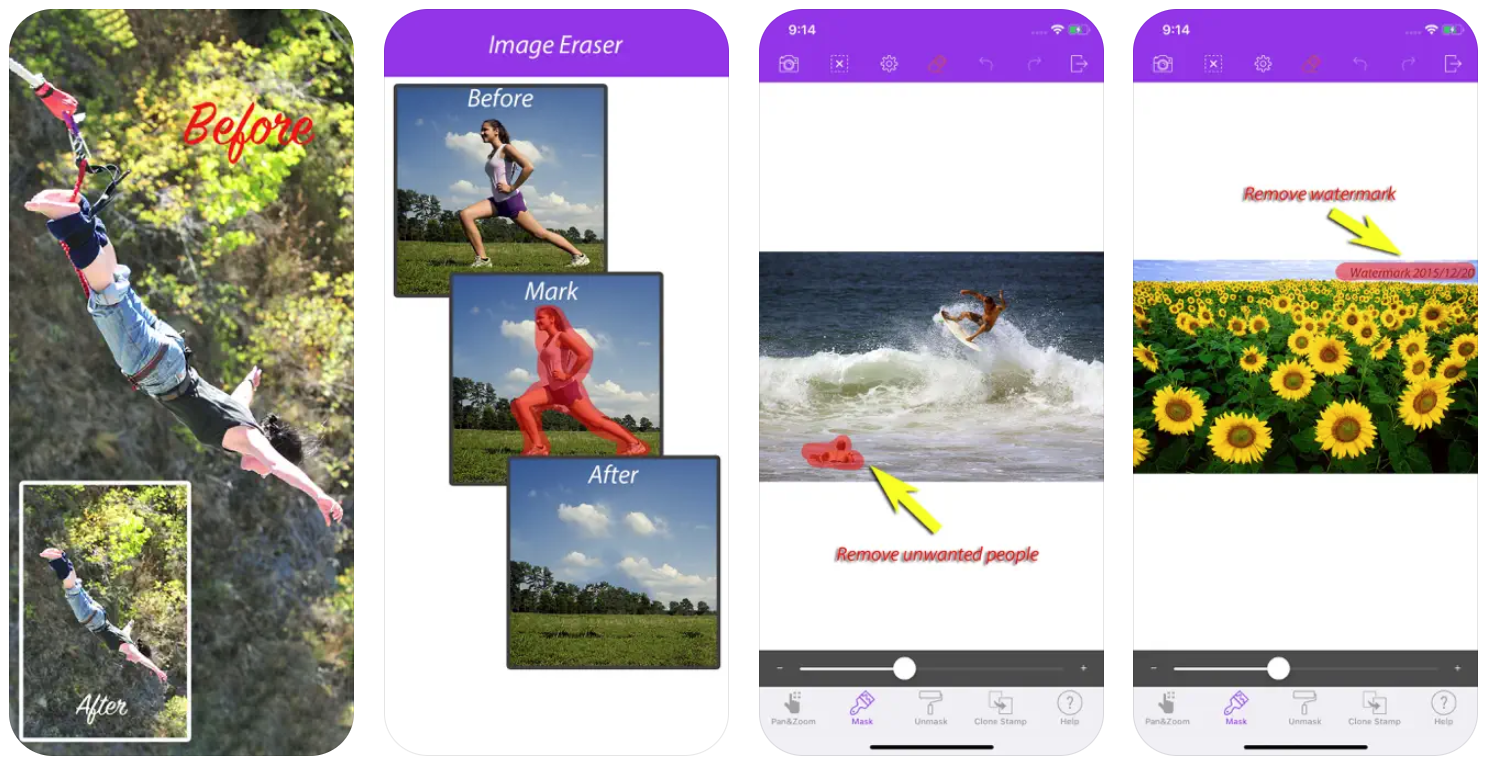 Before
After
Image Eraser
Before
Mark
After
9:14
Remove unwanted people
− +
Pan&Zoom Mask Unmask Clone Stamp Help
9:14
Remove watermark
Watermark 2015/12/20
− +
Pan&Zoom Mask Unmask Clone Stamp Help